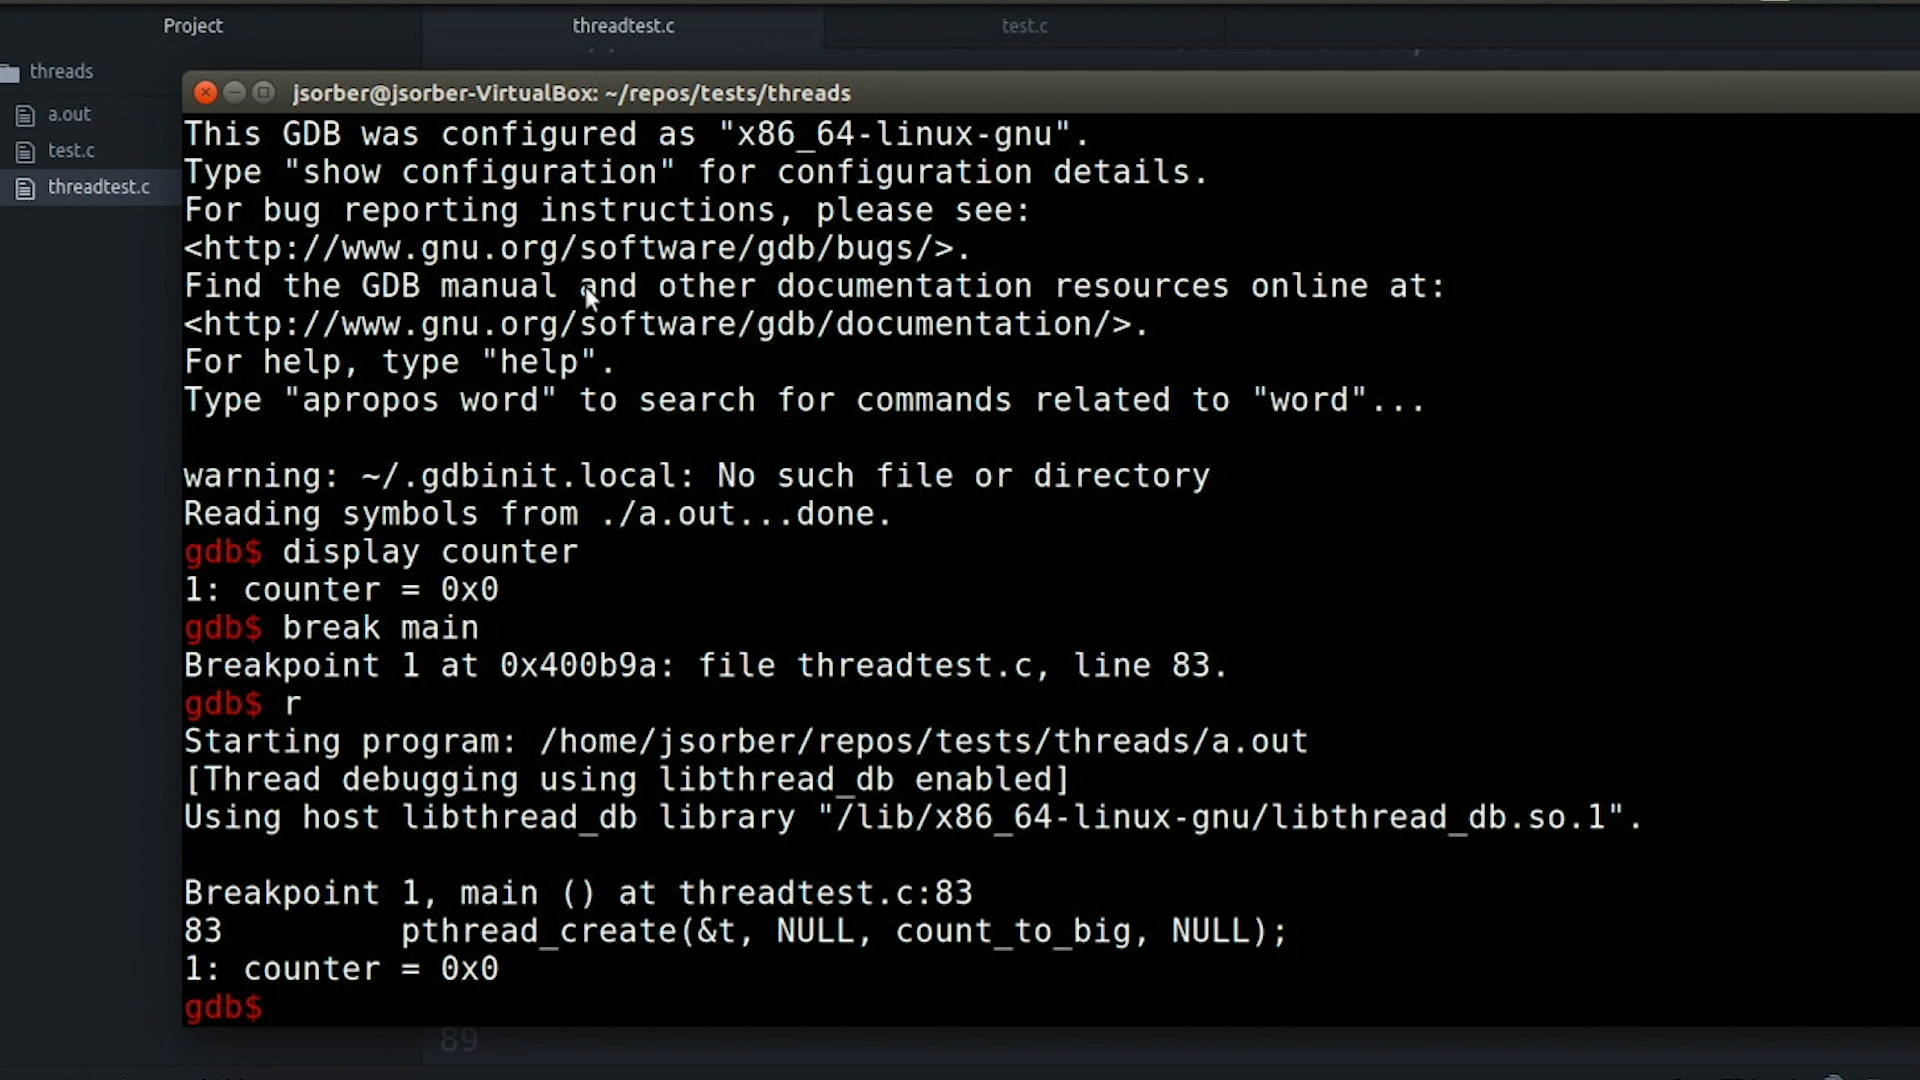 Project
threadtest.c
test.c
threads
a.out
test.c
threadtest.c
jsorber@jsorber-VirtualBox: ~/repos/tests/threads
This GDB was configured as "x86_64-linux-gnu".
Type "show configuration" for configuration details.
For bug reporting instructions, please see:
<http://www.gnu.org/software/gdb/bugs/>.
Find the GDB manual and other documentation resources online at:
<http://www.gnu.org/software/gdb/documentation/>.
For help, type "help".
Type "apropos word" to search for commands related to "word"...
warning: ~/.gdbinit.local: No such file or directory
Reading symbols from ./a.out...done.
gdb$ display counter
1: counter = 0x0
gdb$ break main
Breakpoint 1 at 0x400b9a: file threadtest.c, line 83.
gdb$ r
Starting program: /home/jsorber/repos/tests/threads/a.out
[Thread debugging using libthread_db enabled]
Using host libthread_db library "/lib/x86_64-linux-gnu/libthread_db.so.1".
Breakpoint 1, main () at threadtest.c:83
83 pthread_create(&t, NULL, count_to_big, NULL);
1: counter = 0x0
gdb$
89